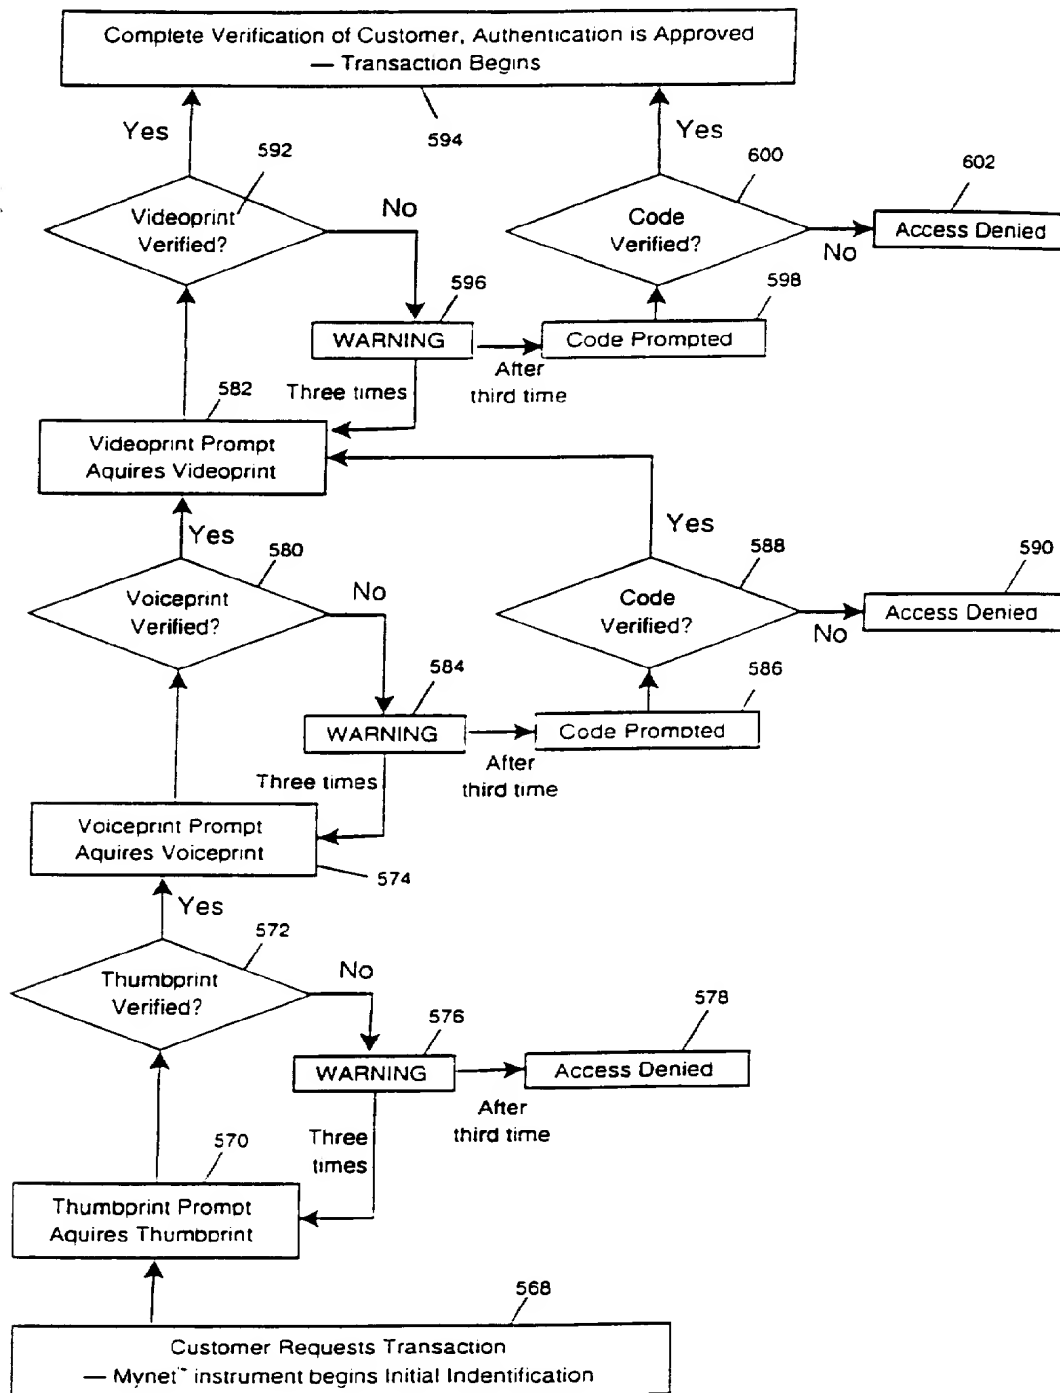 Complete Verification of Customer, Authentication is Approved
— Transaction Begins
Yes
594
Yes
592
600
602
Videoprint
Verified?
No
Code
Verified?
No
Access Denied
596
598
WARNING
Code Prompted
After
third time
Three times
582
Videoprint Prompt
Aquires Videoprint
Yes
Yes
580
588
590
Voiceprint
Verified?
No
Code
Verified?
No
Access Denied
584
586
WARNING
Code Prompted
After
third time
Three times
Voiceprint Prompt
Aquires Voiceprint
574
Yes
572
Thumbprint
Verified?
No
576
578
WARNING
Access Denied
After
third time
Three
times
570
Thumbprint Prompt
Aquires Thumbprint
568
Customer Requests Transaction
— Mynet™ instrument begins Initial Indentification